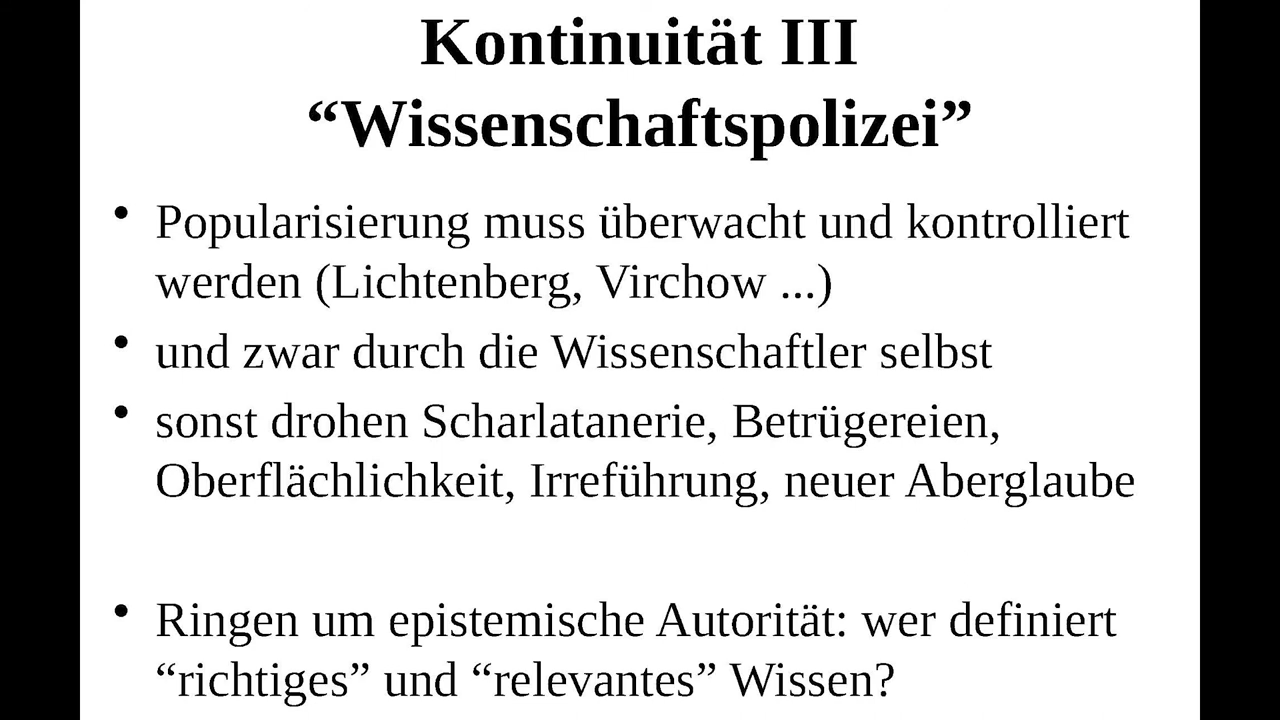 Kontinuität III
“Wissenschaftspolizei”
• Popularisierung muss überwacht und kontrolliert
werden (Lichtenberg, Virchow ...)
• und zwar durch die Wissenschaftler selbst
• sonst drohen Scharlatanerie, Betrügereien,
Oberflächlichkeit, Irreführung, neuer Aberglaube
• Ringen um epistemische Autorität: wer definiert
“richtiges” und “relevantes” Wissen?